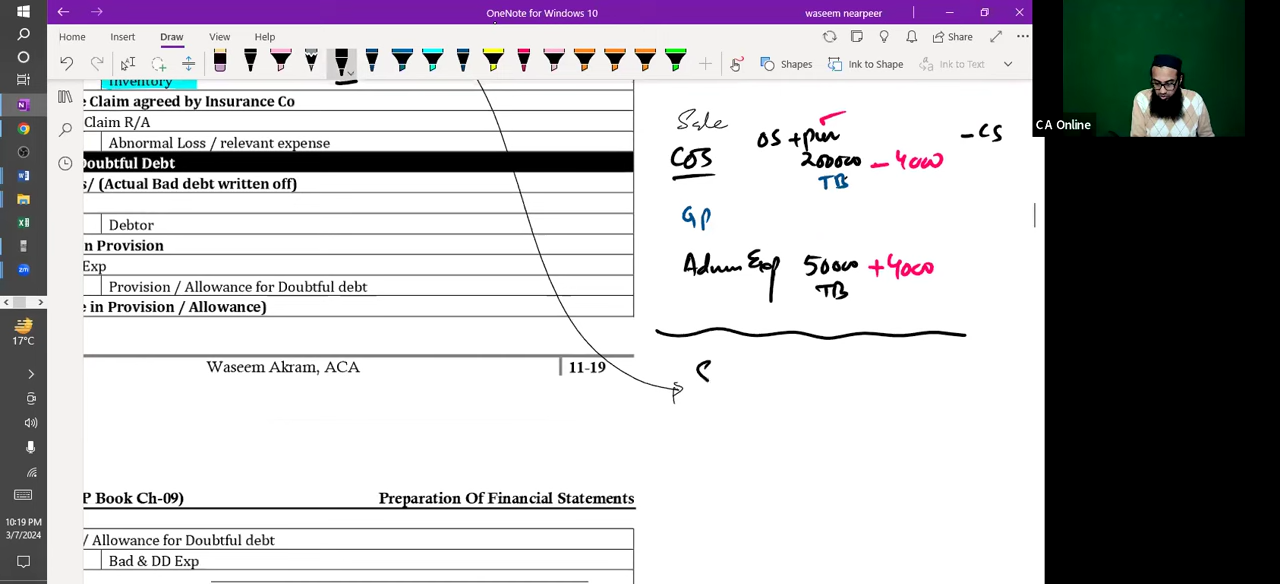 OneNote for Windows 10
waseem nearpeer
Home Insert Draw View Help
Share
Shapes Ink to Shape Ink to Text
Inventory
e Claim agreed by Insurance Co
Claim R/A
Abnormal Loss / relevant expense
Doubtful Debt
s/ (Actual Bad debt written off)
Debtor
n Provision
Exp
Provision / Allowance for Doubtful debt
e in Provision / Allowance)
Waseem Akram, ACA 11-19
P Book Ch-09) Preparation Of Financial Statements
/ Allowance for Doubtful debt
Bad & DD Exp
Sale
OS + pur - CS
COS 200000 - 4000
TB
GP
Admn Exp 50000 + 4000
TB
C A Online
17°C
10:19 PM
3/7/2024